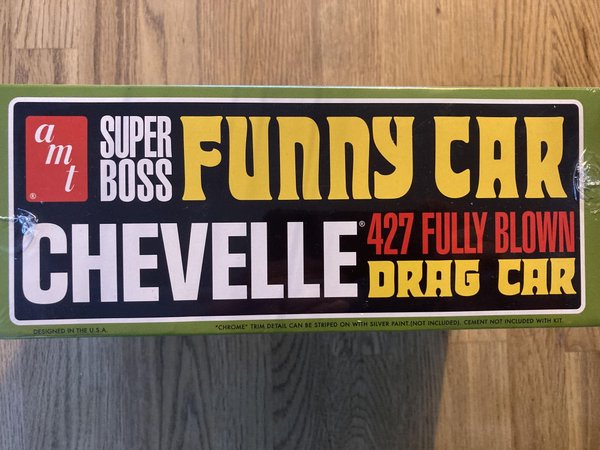 amt
®
SUPER BOSS
FUNNY CAR
CHEVELLE®
427 FULLY BLOWN
DRAG CAR
DESIGNED IN THE U.S.A.
"CHROME" TRIM DETAIL CAN BE STRIPED ON WITH SILVER PAINT.(NOT INCLUDED). CEMENT NOT INCLUDED WITH KIT.